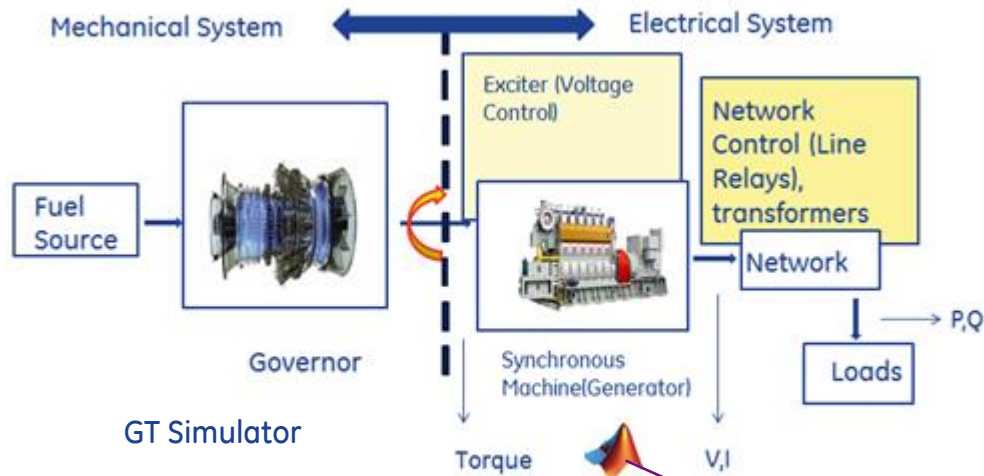 Mechanical System
Electrical System
Exciter (Voltage
Control)
Network
Control (Line
Relays),
transformers
Fuel
Source
Network
P,Q
Governor
Synchronous
Machine(Generator)
Loads
GT Simulator
Torque
V,I